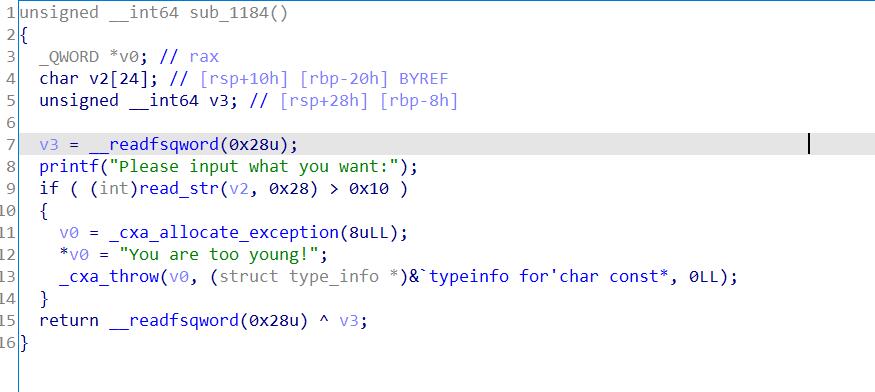 1 unsigned __int64 sub_1184()
2 {
3   _QWORD *v0; // rax
4   char v2[24]; // [rsp+10h] [rbp-20h] BYREF
5   unsigned __int64 v3; // [rsp+28h] [rbp-8h]
6
7   v3 = __readfsqword(0x28u);
8   printf("Please input what you want:");
9   if ( (int)read_str(v2, 0x28) > 0x10 )
10   {
11     v0 = _cxa_allocate_exception(8uLL);
12     *v0 = "You are too young!";
13     _cxa_throw(v0, (struct type_info *)&`typeinfo for'char const*, 0LL);
14   }
15   return __readfsqword(0x28u) ^ v3;
16 }